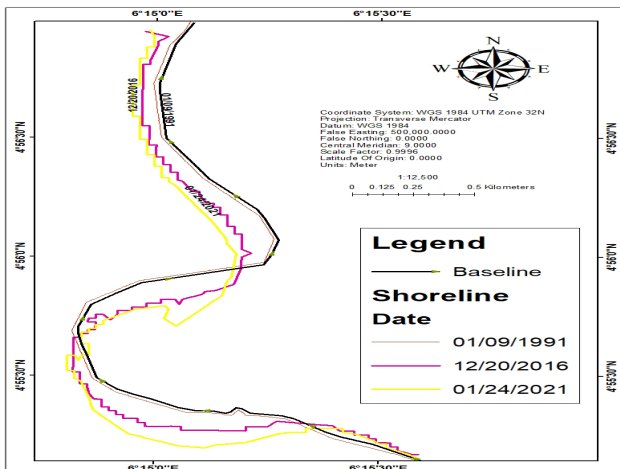 6°15'0"E 6°15'30"E
N
W E
S
12/20/2016
01/24/2021
Coordinate System: WGS 1984 UTM Zone 32N
Projection: Transverse Mercator
Datum: WGS 1984
False Easting: 500,000.0000
False Northing: 0.0000
Central Meridian: 9.0000
Scale Factor: 0.9996
Latitude Of Origin: 0.0000
Units: Meter
1:12,500
0 0.125 0.25 0.5 Kilometers
4°56'30"N 4°56'30"N
4°56'0"N 4°56'0"N
4°55'30"N 4°55'30"N
Legend
Baseline
Shoreline
Date
01/09/1991
12/20/2016
01/24/2021
6°15'0"E 6°15'30"E